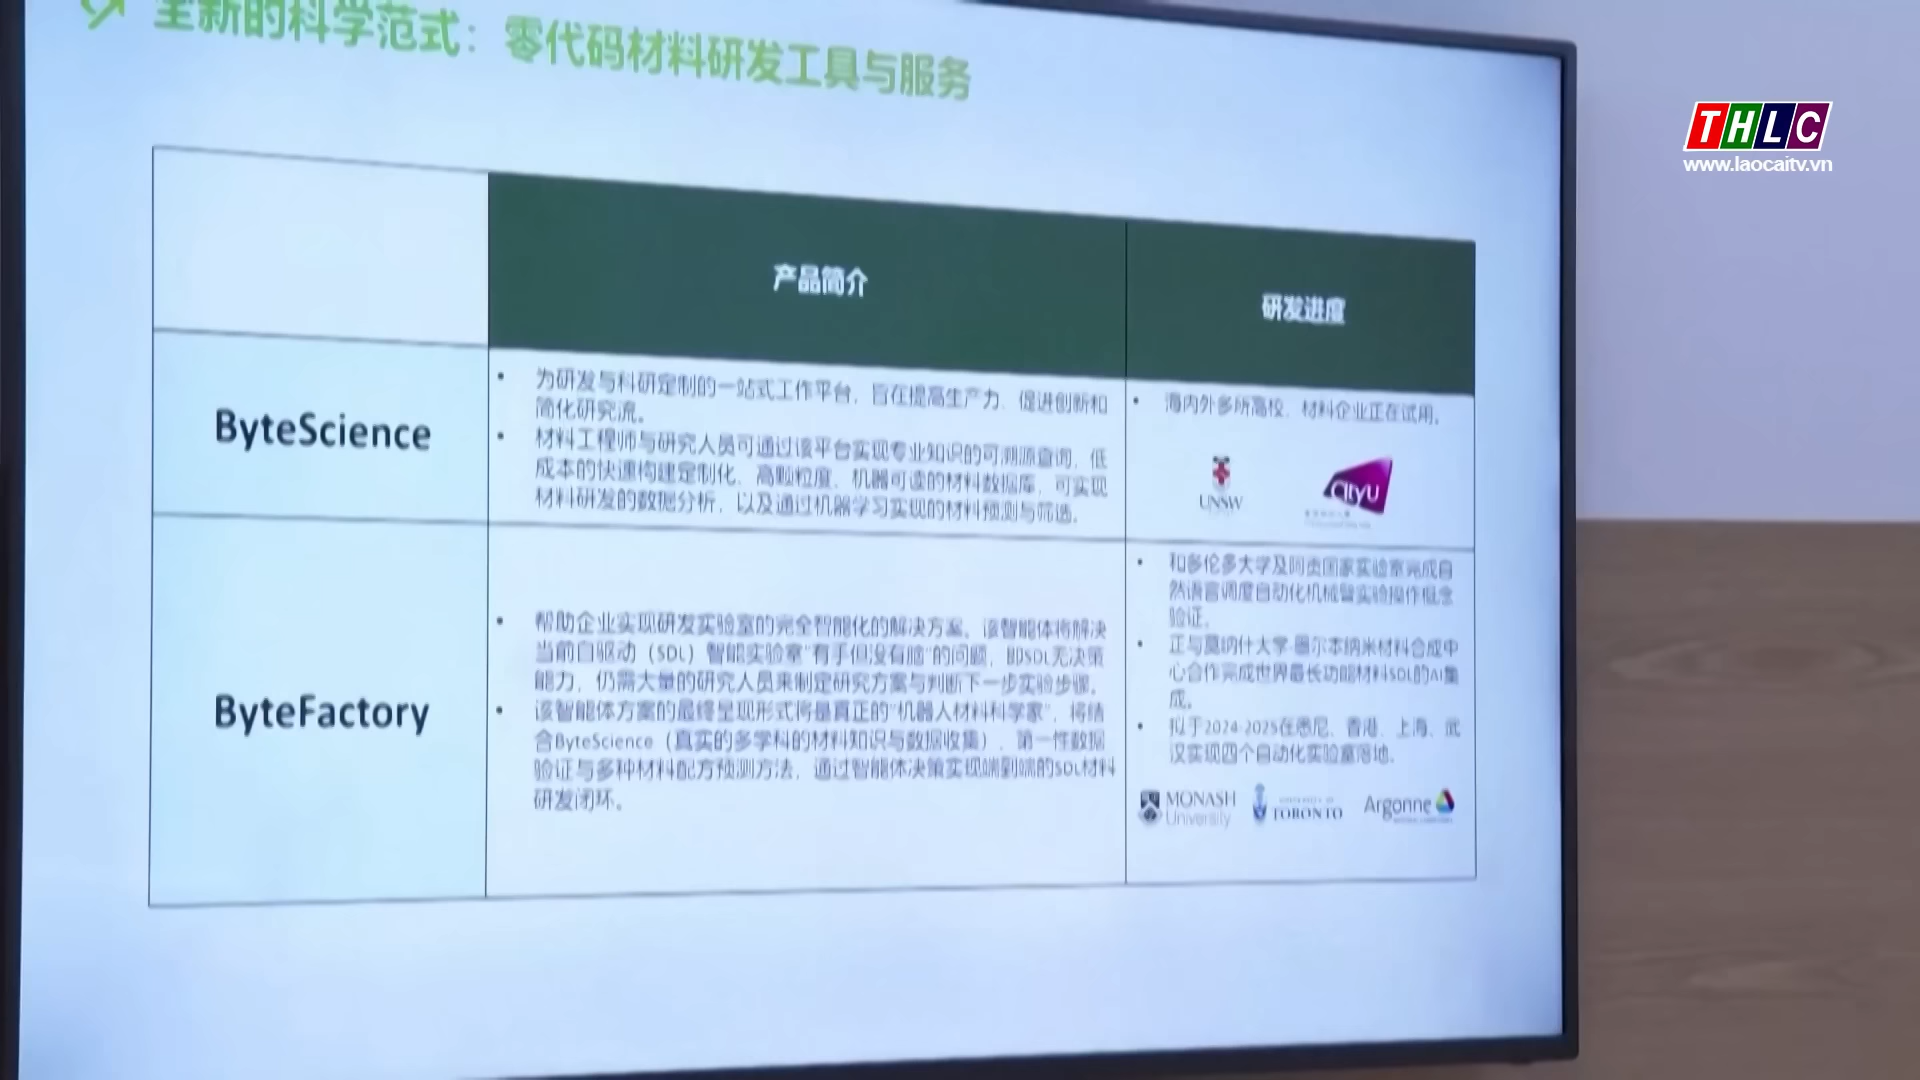 全新的科学范式：零代码材料研发工具与服务
THLC
www.laocaitv.vn
产品简介
研发进度
ByteScience
为研发与科研定制的一站式工作平台，旨在提高生产力、促进创新和
简化研究流。
材料工程师与研究人员可通过该平台实现专业知识的可溯源查询、低
成本的快速构建定制化、高颗粒度、机器可读的材料数据库，可实现
材料研发的数据分析，以及通过机器学习实现的材料预测与筛选。
海内外多所高校、材料企业正在试用。
UNSW
CityU
ByteFactory
帮助企业实现研发实验室的完全智能化的解决方案。该智能体将解决
当前自驱动（SDL）智能实验室"有手但没有脑"的问题，即SDL无决策
能力，仍需大量的研究人员来制定研究方案与判断下一步实验步骤。
该智能体方案的最终呈现形式将是真正的"机器人材料科学家"，将结
合ByteScience（真实的多学科的材料知识与数据收集）、第一性数据
验证与多种材料配方预测方法，通过智能体决策实现端到端的SDL材料
研发闭环。
和多伦多大学及阿贡国家实验室完成自
然语言调度自动化机械臂实验操作概念
验证。
正与莫纳什大学-墨尔本纳米材料合成中
心合作完成世界最长功能材料SDL的AI集
成。
拟于2024-2025在悉尼、香港、上海、武
汉实现四个自动化实验室落地。
MONASH
University
TORONTO
Argonne